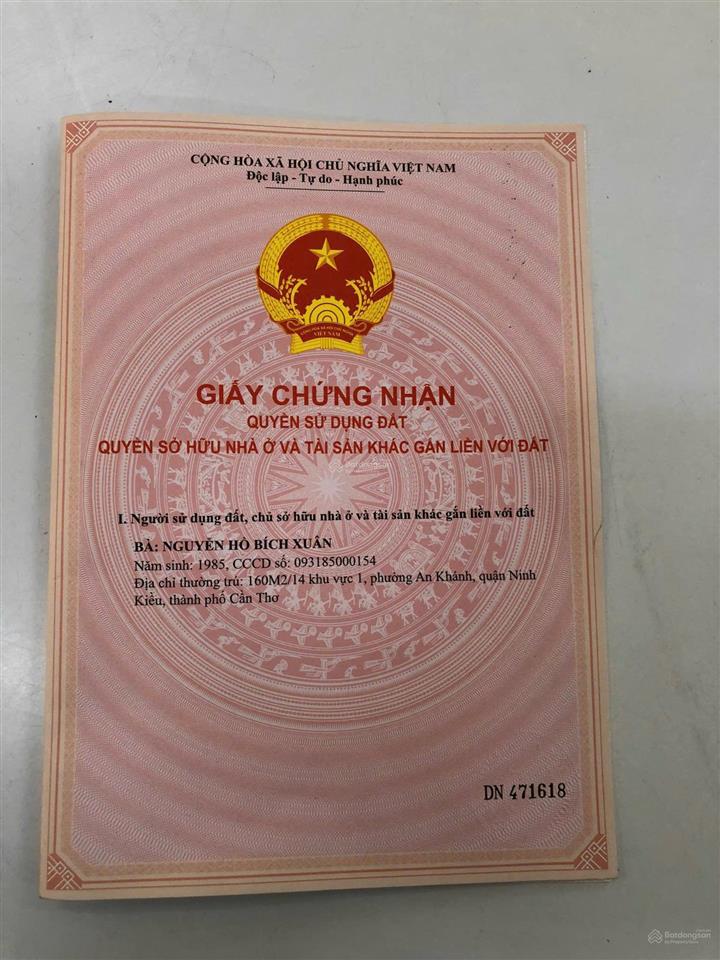 CỘNG HÒA XÃ HỘI CHỦ NGHĨA VIỆT NAM
Độc lập - Tự do - Hạnh phúc
VIỆT NAM
GIẤY CHỨNG NHẬN
QUYỀN SỬ DỤNG ĐẤT
QUYỀN SỞ HỮU NHÀ Ở VÀ TÀI SẢN KHÁC GẮN LIỀN VỚI ĐẤT
I. Người sử dụng đất, chủ sở hữu nhà ở và tài sản khác gắn liền với đất
BÀ: NGUYỄN HỒ BÍCH XUÂN
Năm sinh: 1985, CCCD số: 093185000154
Địa chỉ thường trú: 160M2/14 khu vực 1, phường An Khánh, quận Ninh
Kiều, thành phố Cần Thơ
DN 471618
Batdongsan